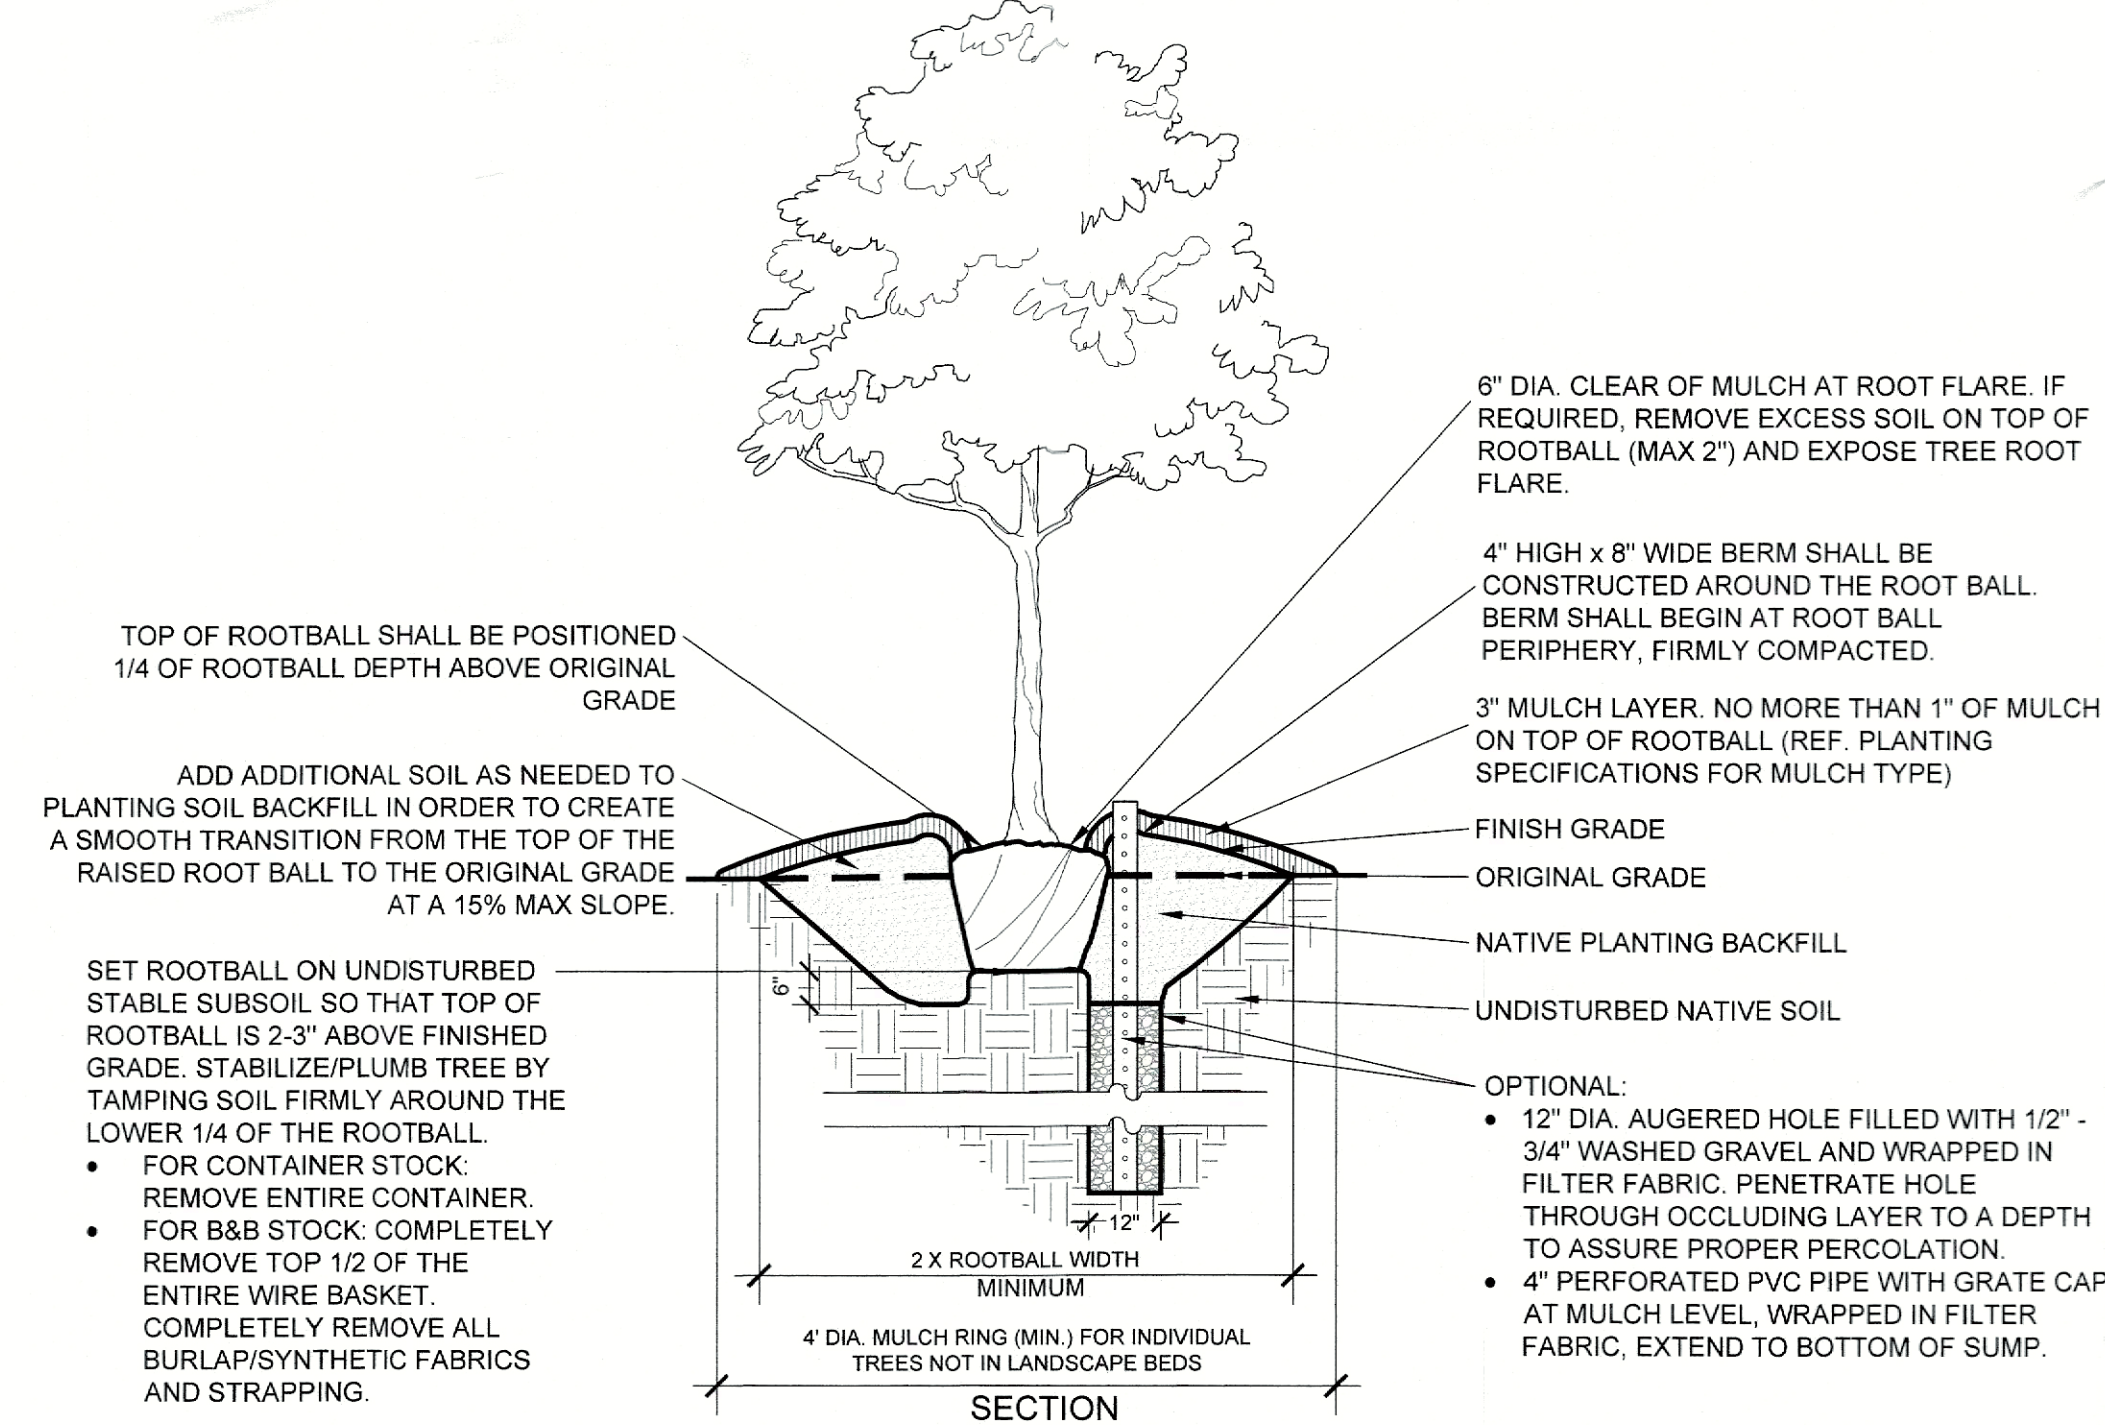 TOP OF ROOTBALL SHALL BE POSITIONED
1/4 OF ROOTBALL DEPTH ABOVE ORIGINAL
GRADE
ADD ADDITIONAL SOIL AS NEEDED TO
PLANTING SOIL BACKFILL IN ORDER TO CREATE
A SMOOTH TRANSITION FROM THE TOP OF THE
RAISED ROOT BALL TO THE ORIGINAL GRADE
AT A 15% MAX SLOPE.
SET ROOTBALL ON UNDISTURBED
STABLE SUBSOIL SO THAT TOP OF
ROOTBALL IS 2-3" ABOVE FINISHED
GRADE. STABILIZE/PLUMB TREE BY
TAMPING SOIL FIRMLY AROUND THE
LOWER 1/4 OF THE ROOTBALL.
• FOR CONTAINER STOCK:
REMOVE ENTIRE CONTAINER.
• FOR B&B STOCK: COMPLETELY
REMOVE TOP 1/2 OF THE
ENTIRE WIRE BASKET.
COMPLETELY REMOVE ALL
BURLAP/SYNTHETIC FABRICS
AND STRAPPING.
6" DIA. CLEAR OF MULCH AT ROOT FLARE. IF
REQUIRED, REMOVE EXCESS SOIL ON TOP OF
ROOTBALL (MAX 2") AND EXPOSE TREE ROOT
FLARE.
4" HIGH x 8" WIDE BERM SHALL BE
CONSTRUCTED AROUND THE ROOT BALL.
BERM SHALL BEGIN AT ROOT BALL
PERIPHERY, FIRMLY COMPACTED.
3" MULCH LAYER. NO MORE THAN 1" OF MULCH
ON TOP OF ROOTBALL (REF. PLANTING
SPECIFICATIONS FOR MULCH TYPE)
FINISH GRADE
ORIGINAL GRADE
NATIVE PLANTING BACKFILL
UNDISTURBED NATIVE SOIL
OPTIONAL:
• 12" DIA. AUGERED HOLE FILLED WITH 1/2" -
3/4" WASHED GRAVEL AND WRAPPED IN
FILTER FABRIC. PENETRATE HOLE
THROUGH OCCLUDING LAYER TO A DEPTH
TO ASSURE PROPER PERCOLATION.
• 4" PERFORATED PVC PIPE WITH GRATE CAP
AT MULCH LEVEL, WRAPPED IN FILTER
FABRIC, EXTEND TO BOTTOM OF SUMP.
6"
12"
2 X ROOTBALL WIDTH
MINIMUM
4' DIA. MULCH RING (MIN.) FOR INDIVIDUAL
TREES NOT IN LANDSCAPE BEDS
SECTION